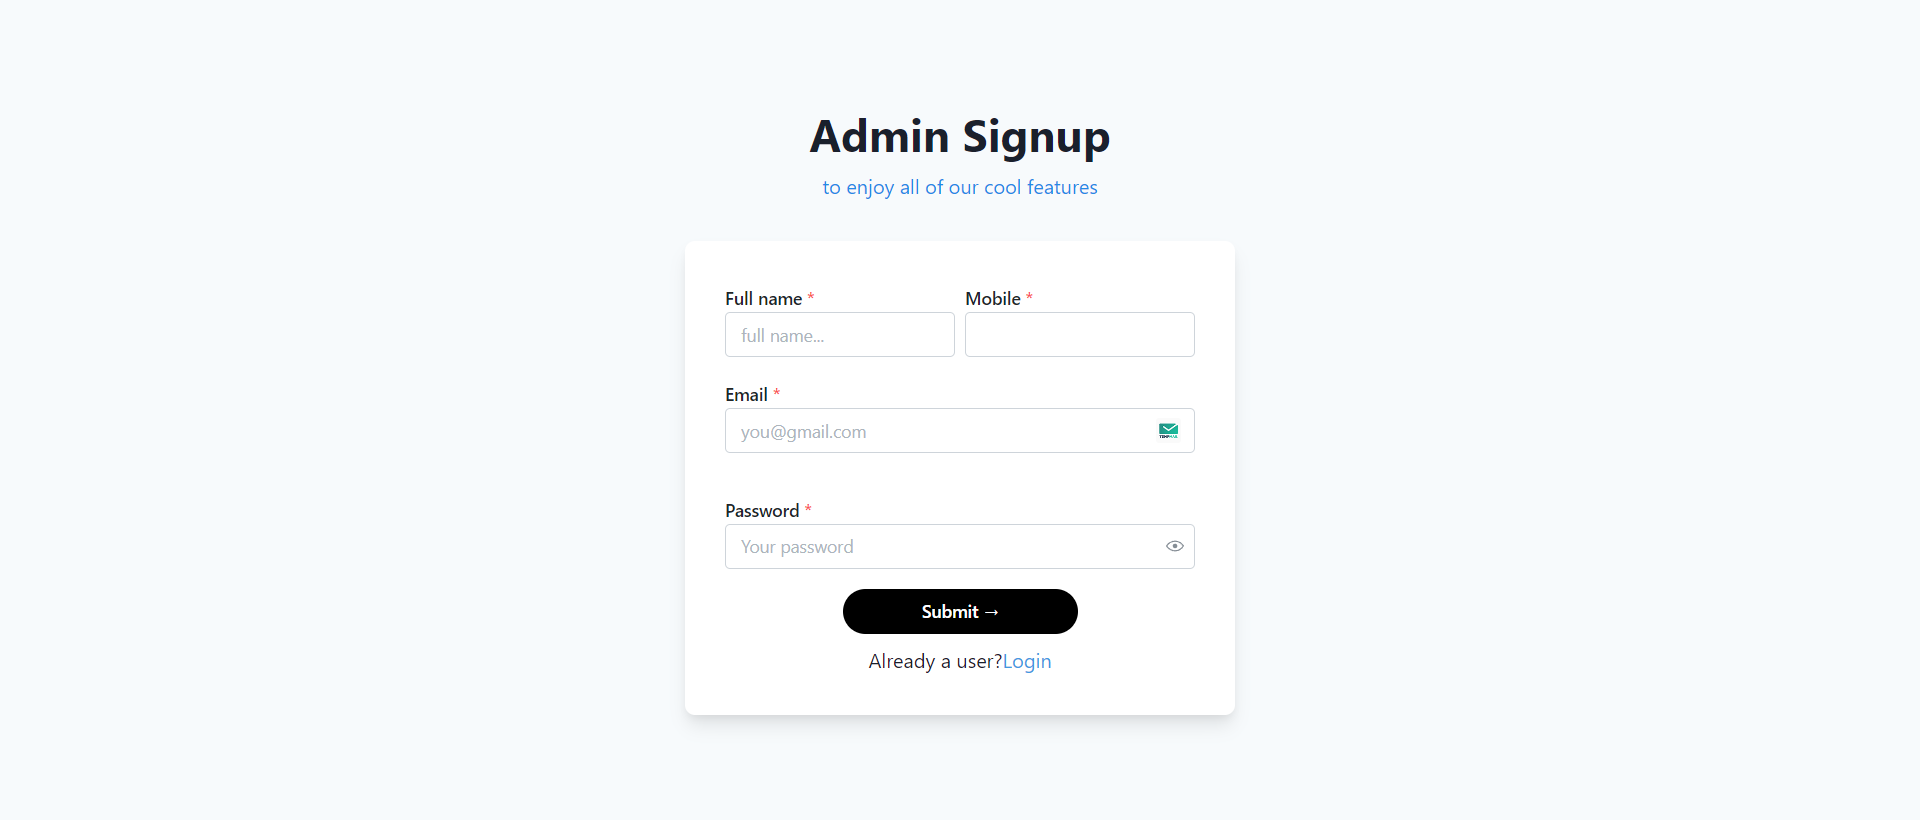 Admin Signup
to enjoy all of our cool features
Full name * Mobile *
full name...
Email *
you@gmail.com
Password *
Your password
Submit →
Already a user?Login